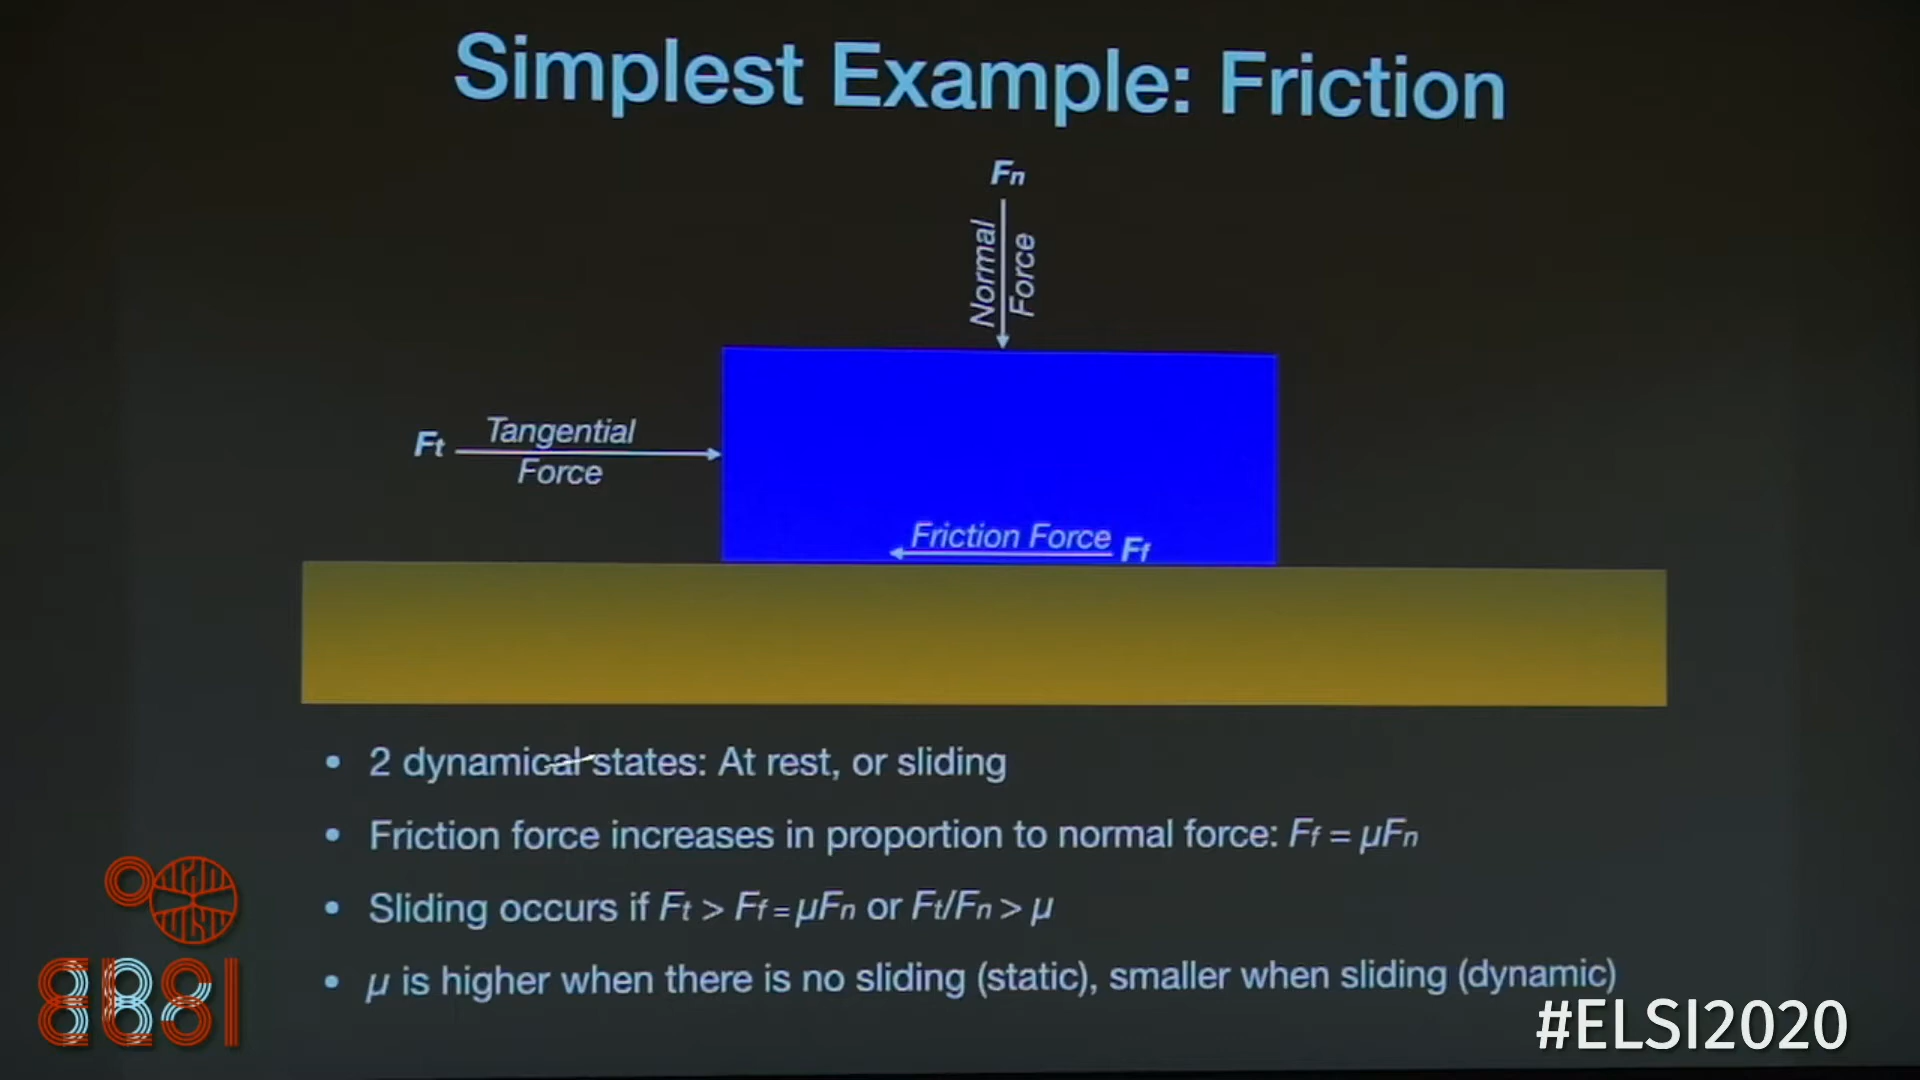 Simplest Example: Friction
Fn
Normal
Force
Ft
Tangential
Force
Friction Force Ff
• 2 dynamical states: At rest, or sliding
• Friction force increases in proportion to normal force: Ff = μFn
• Sliding occurs if Ft > Ff = μFn or Ft/Fn > μ
• μ is higher when there is no sliding (static), smaller when sliding (dynamic)
ELSI
#ELSI2020